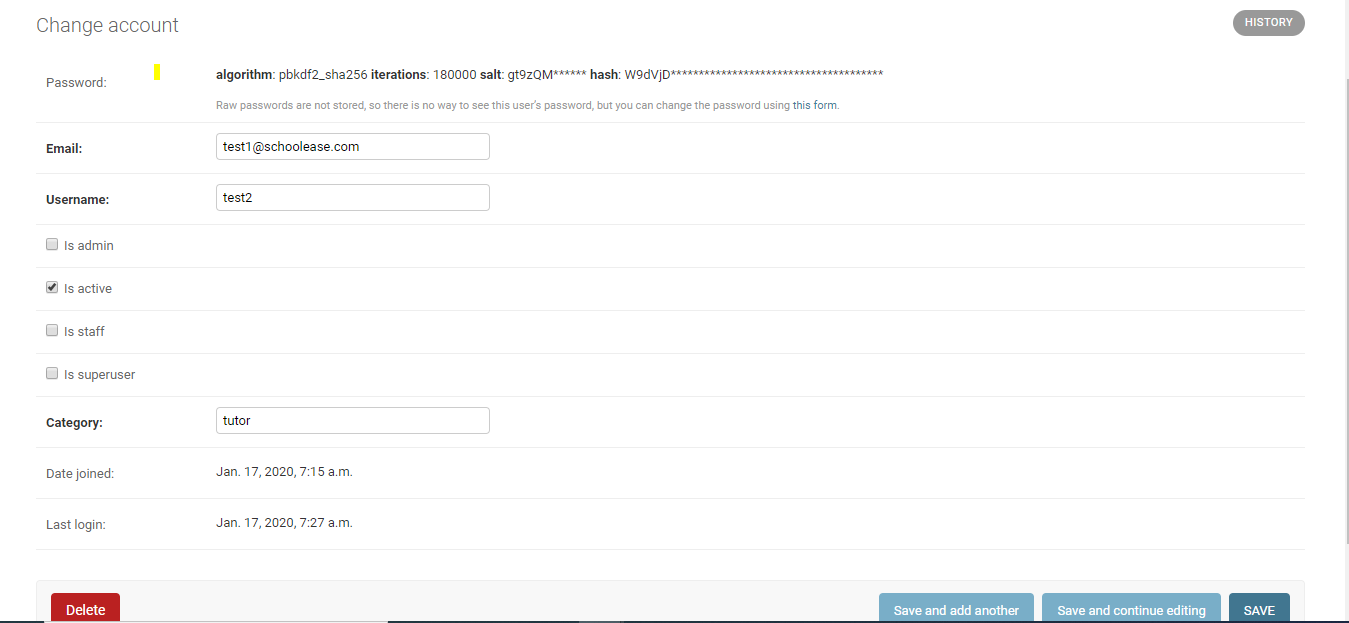 Change account
HISTORY
Password:
algorithm: pbkdf2_sha256 iterations: 180000 salt: gt9zQM****** hash: W9dVjD**************************************
Raw passwords are not stored, so there is no way to see this user's password, but you can change the password using this form.
Email:
test1@schoolease.com
Username:
test2
Is admin
Is active
Is staff
Is superuser
Category:
tutor
Date joined:
Jan. 17, 2020, 7:15 a.m.
Last login:
Jan. 17, 2020, 7:27 a.m.
Delete
Save and add another
Save and continue editing
SAVE